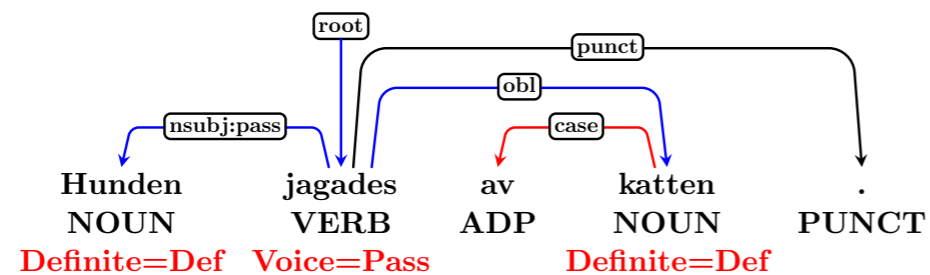 root
punct
obl
nsubj:pass case
Hunden jagades av katten .
NOUN VERB ADP NOUN PUNCT
Definite=Def Voice=Pass Definite=Def